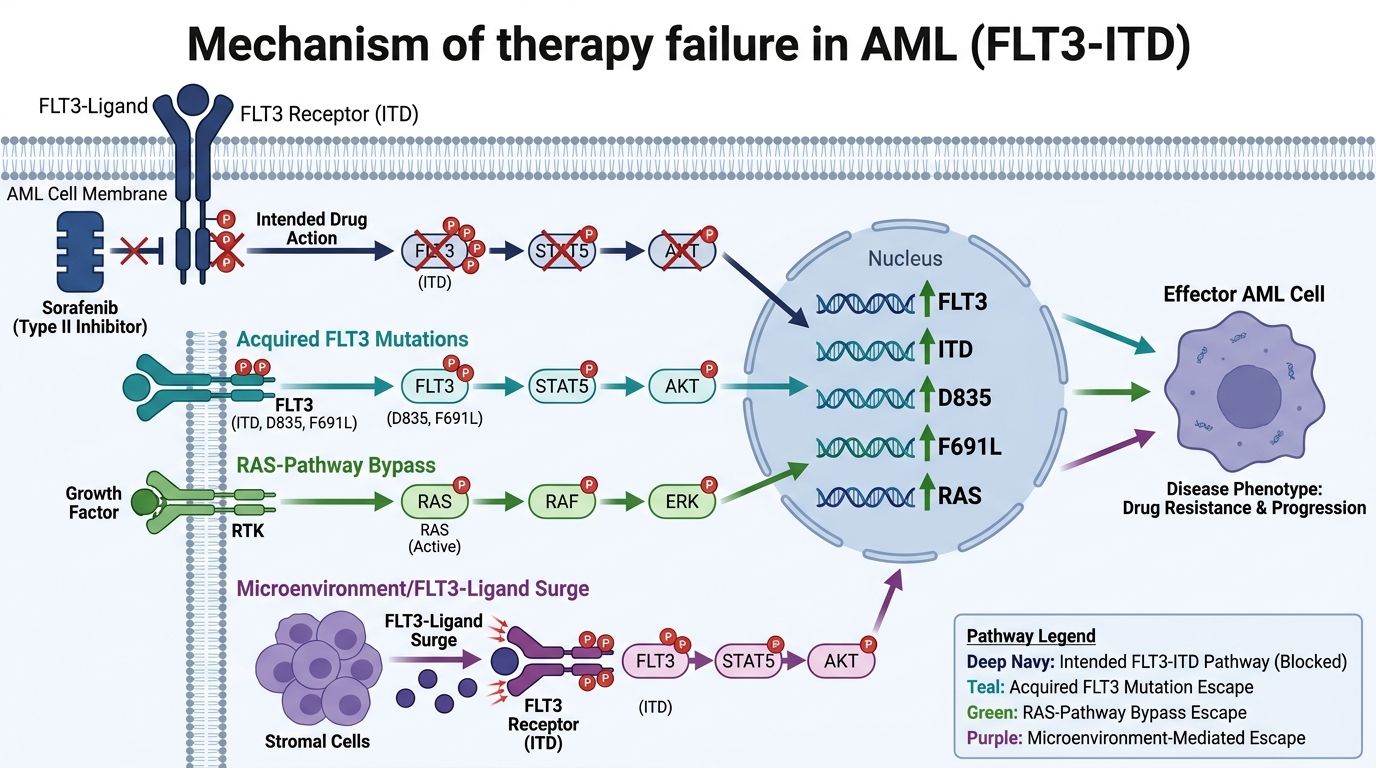 Mechanism of therapy failure in AML (FLT3-ITD)
FLT3-Ligand
FLT3 Receptor (ITD)
AML Cell Membrane
P
P
P
Intended Drug
Action
FLT3
P
P
P
P
(ITD)
STAT5
P
AKT
P
Sorafenib
(Type II Inhibitor)
Acquired FLT3 Mutations
P
P
FLT3
(ITD, D835, F691L)
FLT3
P
P
(D835, F691L)
STAT5
P
AKT
P
RAS-Pathway Bypass
Growth
Factor
RTK
RAS
P
RAS
(Active)
RAF
P
ERK
P
Microenvironment/FLT3-Ligand Surge
Stromal Cells
FLT3-Ligand
Surge
P
P
P
P
FLT3
Receptor
(ITD)
FLT3
P
P
(ITD)
STAT5
P
AKT
P
Nucleus
FLT3
ITD
D835
F691L
RAS
Effector AML Cell
Disease Phenotype:
Drug Resistance & Progression
Pathway Legend
Deep Navy: Intended FLT3-ITD Pathway (Blocked)
Teal: Acquired FLT3 Mutation Escape
Green: RAS-Pathway Bypass Escape
Purple: Microenvironment-Mediated Escape